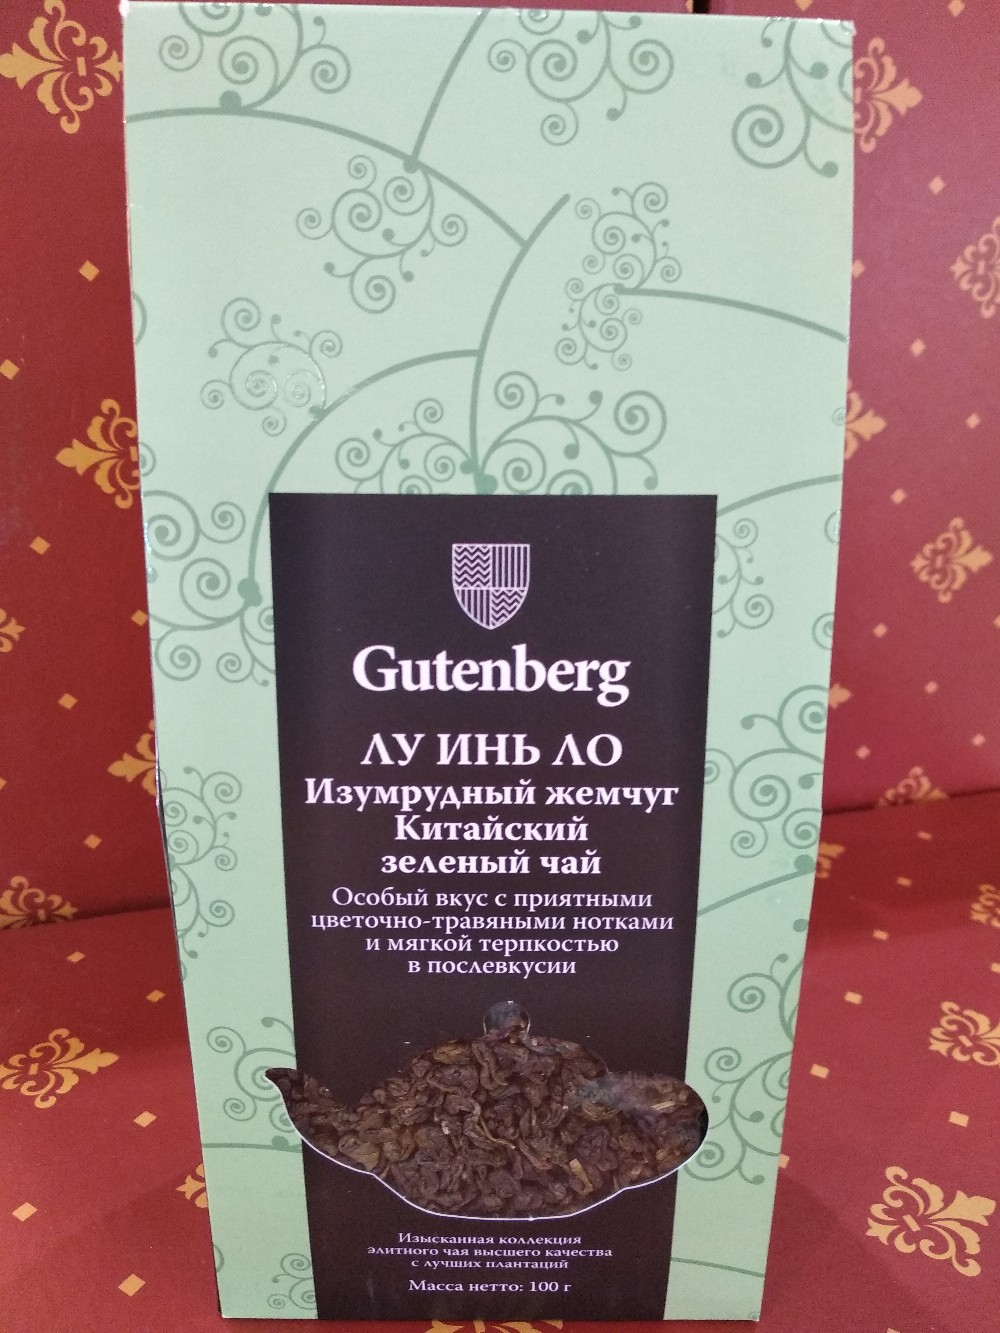 Gutenberg
ЛУ ИНЬ ЛО
Изумрудный жемчуг
Китайский
зеленый чай
Особый вкус с приятными
цветочно-травяными нотками
и мягкой терпкостью
в послевкусии
Изысканная коллекция
элитного чая высшего качества
с лучших плантаций
Масса нетто: 100 г